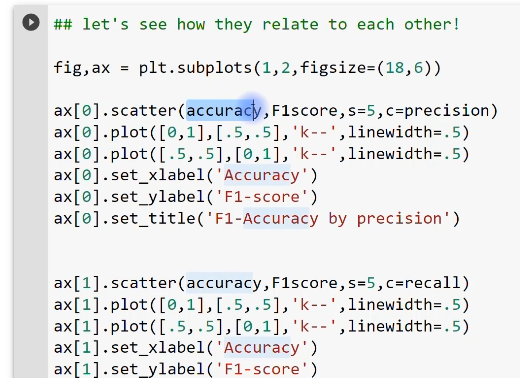 ## let's see how they relate to each other!
fig,ax = plt.subplots(1,2,figsize=(18,6))
ax[0].scatter(accuracy,F1score,s=5,c=precision)
ax[0].plot([0,1],[.5,.5],'k--',linewidth=.5)
ax[0].plot([.5,.5],[0,1],'k--',linewidth=.5)
ax[0].set_xlabel('Accuracy')
ax[0].set_ylabel('F1-score')
ax[0].set_title('F1-Accuracy by precision')
ax[1].scatter(accuracy,F1score,s=5,c=recall)
ax[1].plot([0,1],[.5,.5],'k--',linewidth=.5)
ax[1].plot([.5,.5],[0,1],'k--',linewidth=.5)
ax[1].set_xlabel('Accuracy')
ax[1].set_ylabel('F1-score')